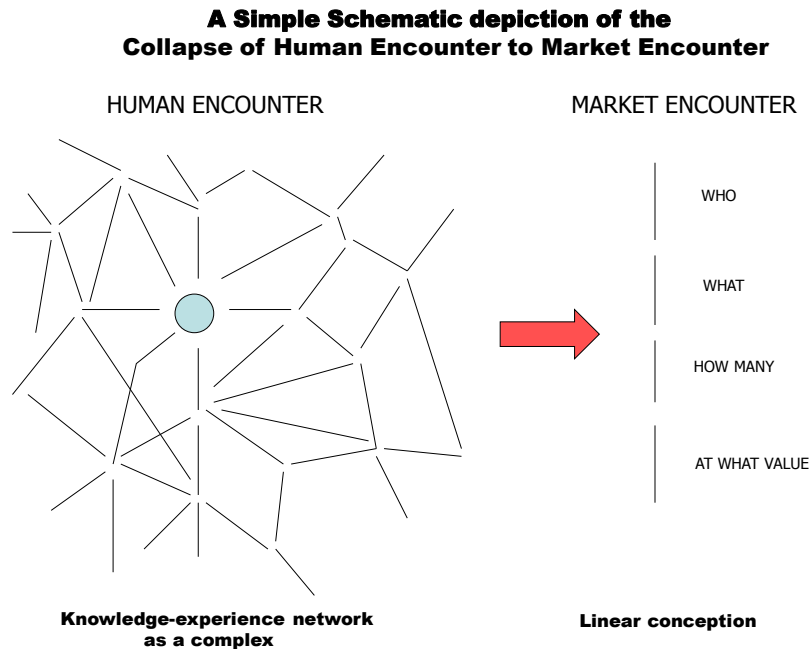 A Simple Schematic depiction of the
Collapse of Human Encounter to Market Encounter
HUMAN ENCOUNTER
MARKET ENCOUNTER
WHO
WHAT
HOW MANY
AT WHAT VALUE
Knowledge-experience network
as a complex
Linear conception